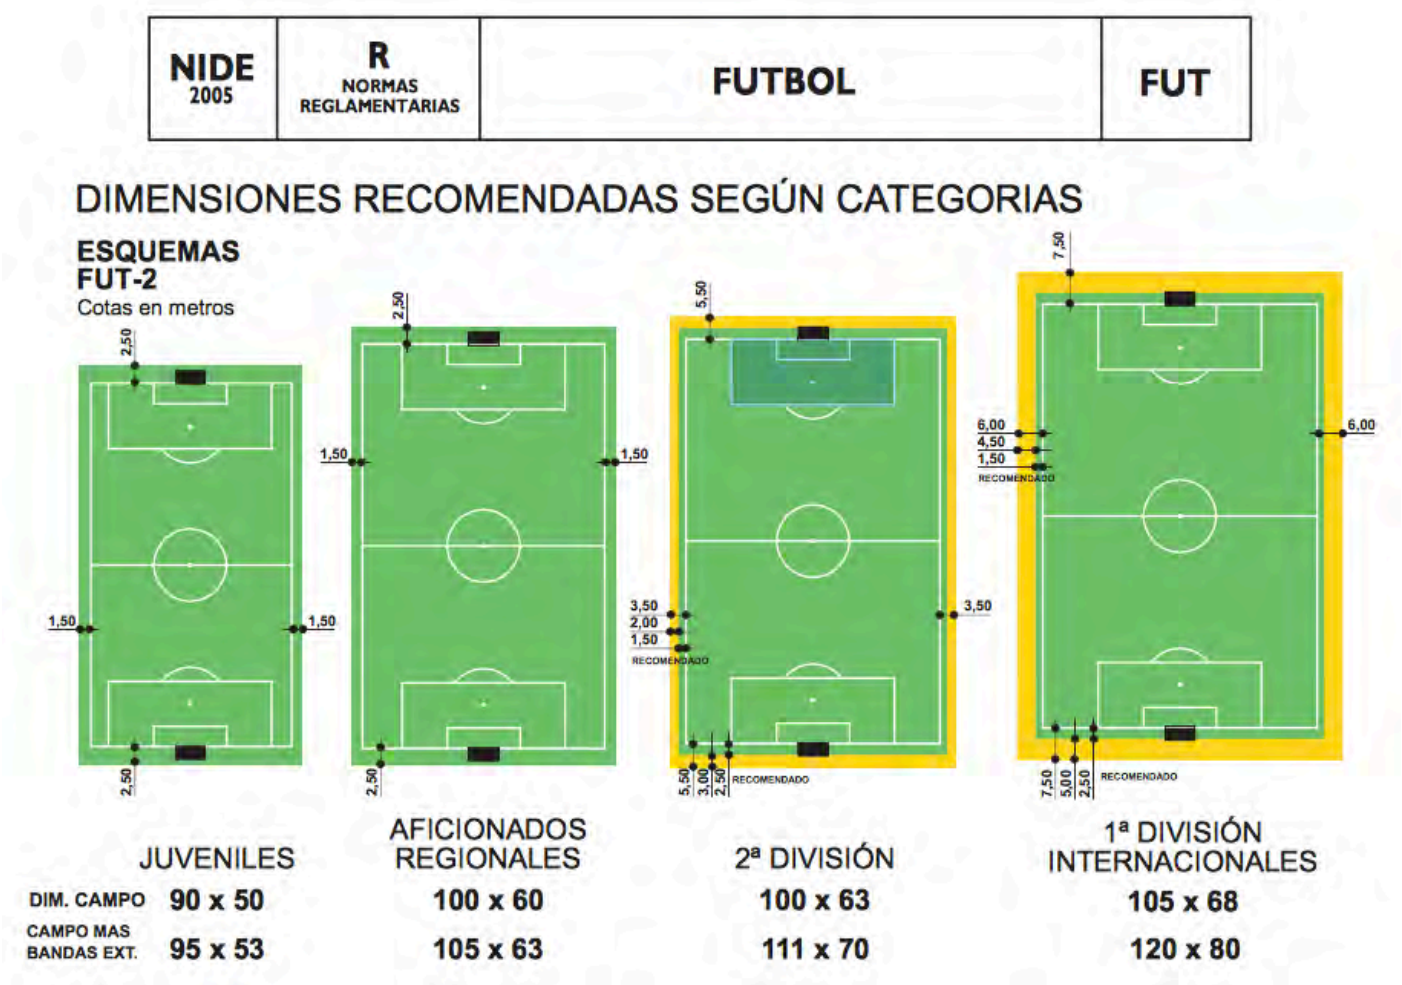 NIDE
2005
R
NORMAS
REGLAMENTARIAS
FUTBOL
FUT
DIMENSIONES RECOMENDADAS SEGÚN CATEGORIAS
ESQUEMAS
FUT-2
Cotas en metros
2,50
1,50
1,50
2,50
2,50
1,50
1,50
2,50
5,50
3,50
2,00
1,50
RECOMENDADO
3,50
5,50
3,00
2,50
RECOMENDADO
7,50
6,00
4,50
1,50
RECOMENDADO
6,00
7,50
5,00
2,50
RECOMENDADO
JUVENILES
AFICIONADOS
REGIONALES
2ª DIVISIÓN
1ª DIVISIÓN
INTERNACIONALES
DIM. CAMPO 90 x 50 100 x 60 100 x 63 105 x 68
CAMPO MAS
BANDAS EXT. 95 x 53 105 x 63 111 x 70 120 x 80